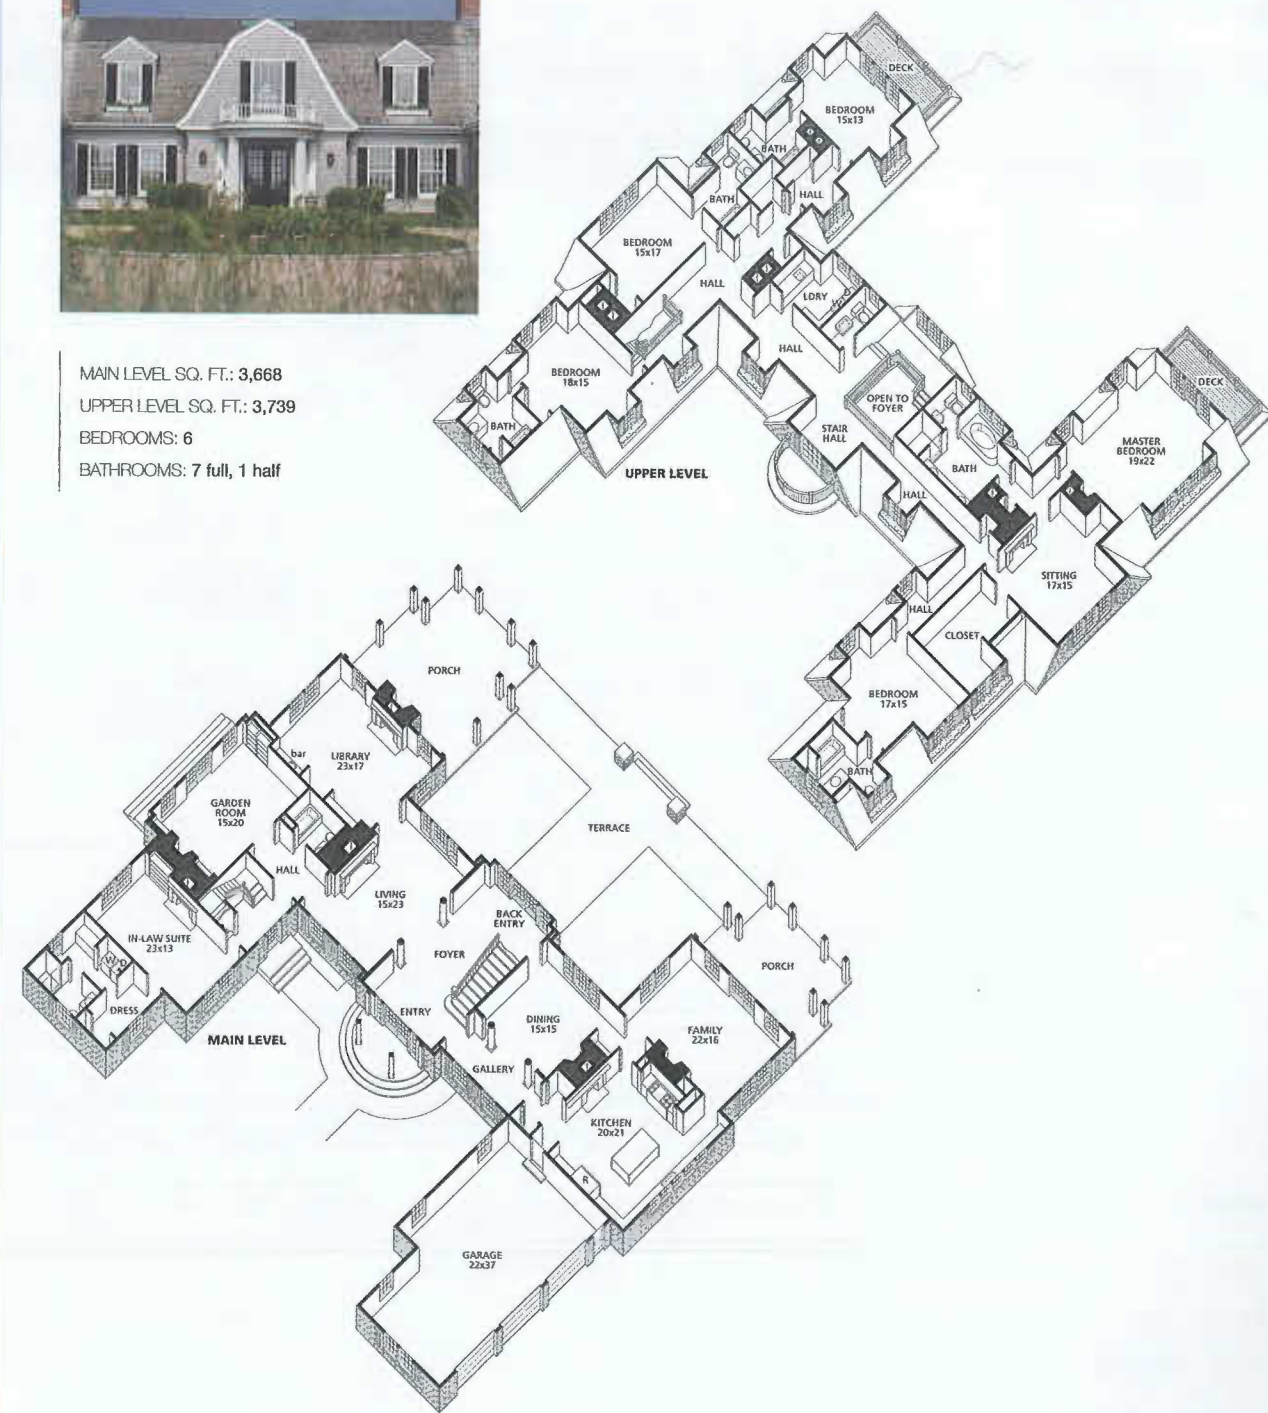 MAIN LEVEL SQ. FT.: 3,668
UPPER LEVEL SQ. FT.: 3,739
BEDROOMS: 6
BATHROOMS: 7 full, 1 half
DECK
BEDROOM
15x13
BATH
BATH
HALL
BEDROOM
15x17
HALL
LDRY
W D
HALL
BEDROOM
18x15
BATH
OPEN TO
FOYER
STAIR
HALL
UPPER LEVEL
BATH
HALL
DECK
MASTER
BEDROOM
19x22
SITTING
17x15
HALL
CLOSET
BEDROOM
17x15
BATH
PORCH
bar
LIBRARY
23x17
GARDEN
ROOM
15x20
TERRACE
HALL
LIVING
15x23
BACK
ENTRY
IN-LAW SUITE
23x13
W D
FOYER
PORCH
DRESS
ENTRY
DINING
15x15
FAMILY
22x16
MAIN LEVEL
GALLERY
KITCHEN
20x21
R
GARAGE
22x37